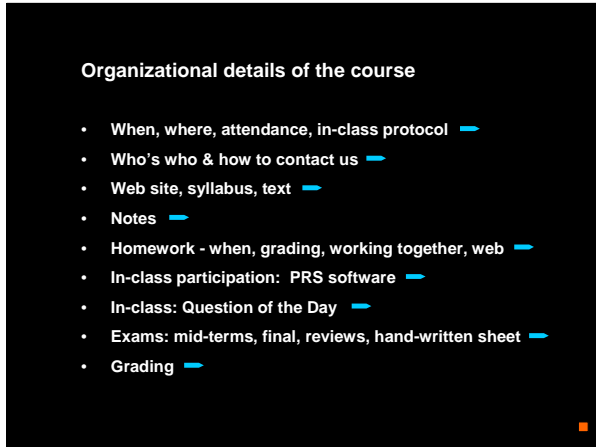 Organizational details of the course
• When, where, attendance, in-class protocol
• Who's who & how to contact us
• Web site, syllabus, text
• Notes
• Homework - when, grading, working together, web
• In-class participation:  PRS software
• In-class: Question of the Day
• Exams: mid-terms, final, reviews, hand-written sheet
• Grading